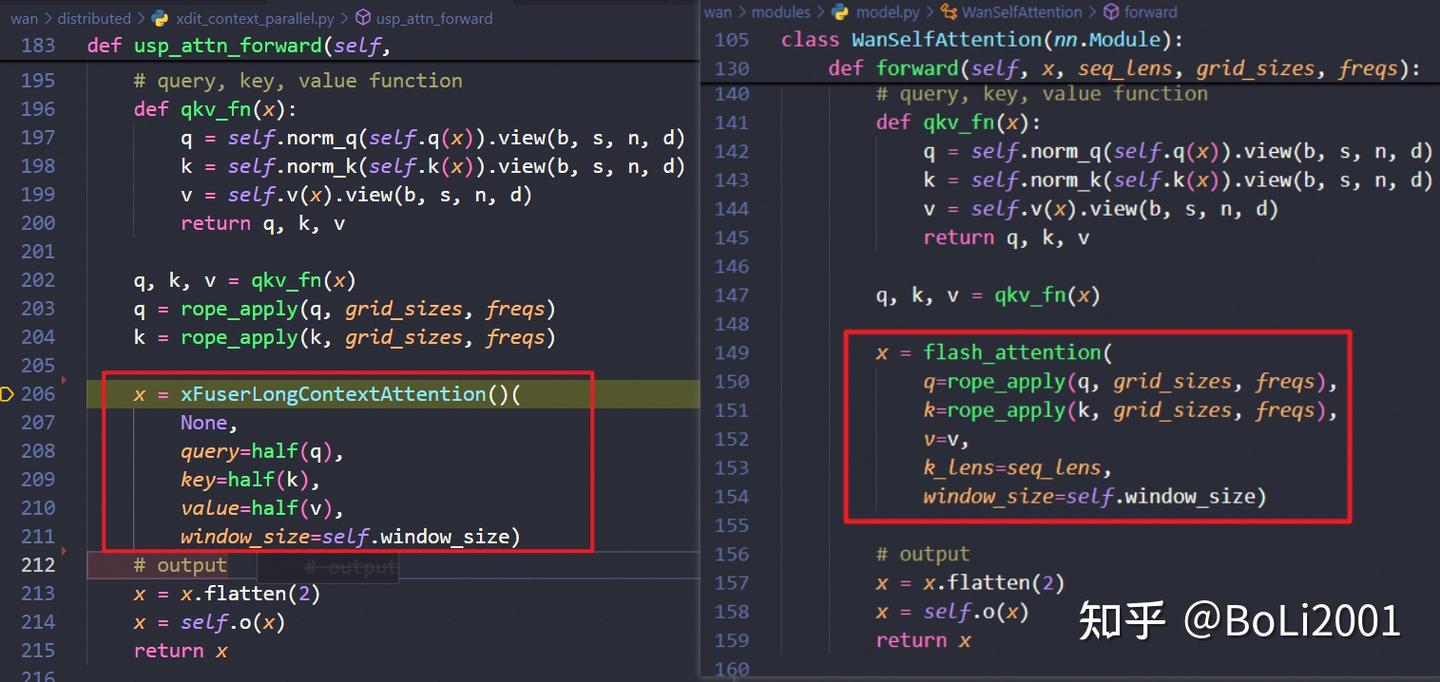 wan > distributed > xdit_context_parallel.py > usp_attn_forward
183 def usp_attn_forward(self,
195 # query, key, value function
196 def qkv_fn(x):
197 q = self.norm_q(self.q(x)).view(b, s, n, d)
198 k = self.norm_k(self.k(x)).view(b, s, n, d)
199 v = self.v(x).view(b, s, n, d)
200 return q, k, v
201
202 q, k, v = qkv_fn(x)
203 q = rope_apply(q, grid_sizes, freqs)
204 k = rope_apply(k, grid_sizes, freqs)
205
206 x = xFuserLongContextAttention()(
207 None,
208 query=half(q),
209 key=half(k),
210 value=half(v),
211 window_size=self.window_size)
212 # output
# output
213 x = x.flatten(2)
214 x = self.o(x)
215 return x
216
wan > modules > model.py > WanSelfAttention > forward
105 class WanSelfAttention(nn.Module):
130 def forward(self, x, seq_lens, grid_sizes, freqs):
140 # query, key, value function
141 def qkv_fn(x):
142 q = self.norm_q(self.q(x)).view(b, s, n, d)
143 k = self.norm_k(self.k(x)).view(b, s, n, d)
144 v = self.v(x).view(b, s, n, d)
145 return q, k, v
146
147 q, k, v = qkv_fn(x)
148
149 x = flash_attention(
150 q=rope_apply(q, grid_sizes, freqs),
151 k=rope_apply(k, grid_sizes, freqs),
152 v=v,
153 k_lens=seq_lens,
154 window_size=self.window_size)
155
156 # output
157 x = x.flatten(2)
158 x = self.o(x)
159 return x
160
知乎 @BoLi2001